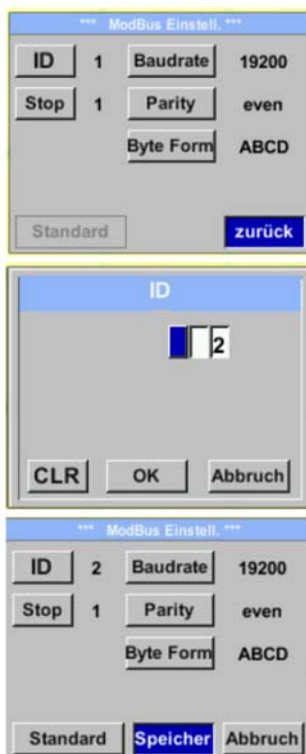 *** ModBus Einstell. ***
ID 1 Baudrate 19200
Stop 1 Parity even
Byte Form ABCD
Standard zurück
ID
2
CLR OK Abbruch
*** ModBus Einstell. ***
ID 2 Baudrate 19200
Stop 1 Parity even
Byte Form ABCD
Standard Speicher Abbruch